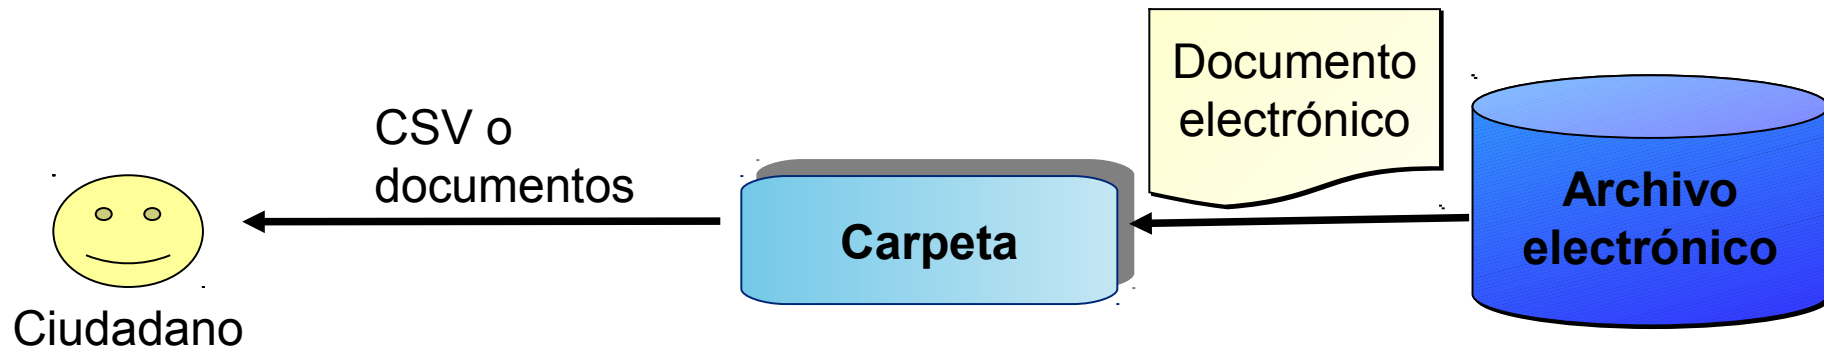 CSV o
documentos
Ciudadano
Carpeta
Documento
electrónico
Archivo
electrónico